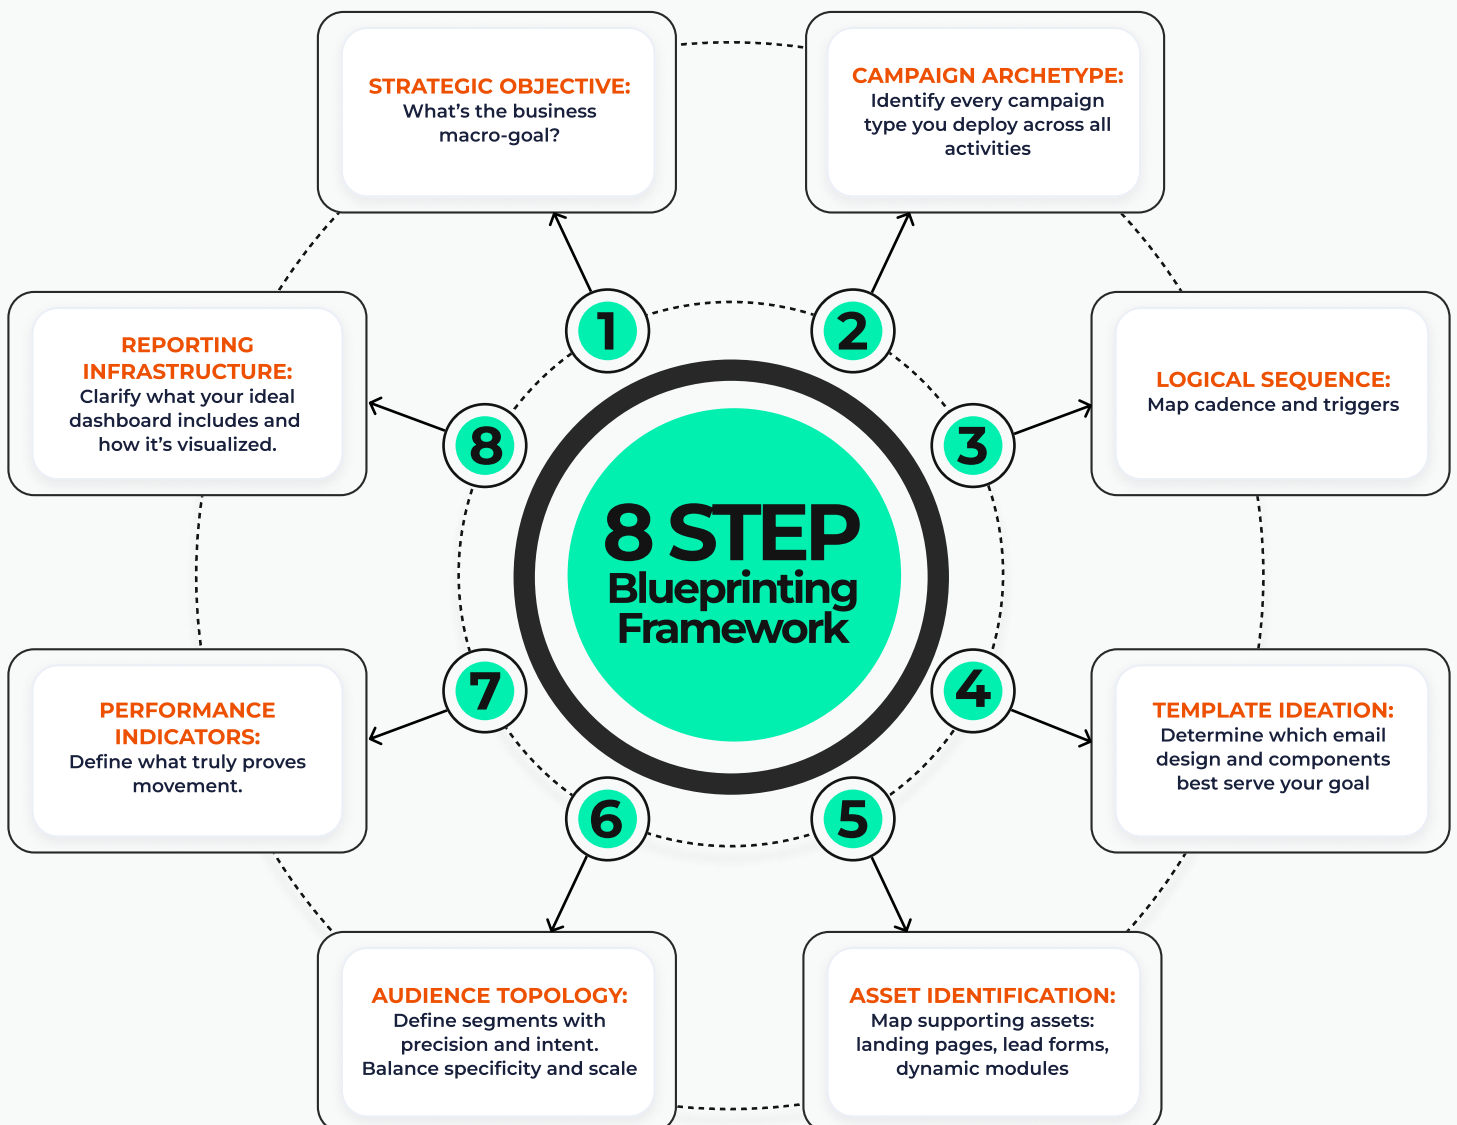 8 STEP
Blueprinting
Framework
1
STRATEGIC OBJECTIVE:
What’s the business
macro-goal?
2
CAMPAIGN ARCHETYPE:
Identify every campaign
type you deploy across all
activities
3
LOGICAL SEQUENCE:
Map cadence and triggers
4
TEMPLATE IDEATION:
Determine which email
design and components
best serve your goal
5
ASSET IDENTIFICATION:
Map supporting assets:
landing pages, lead forms,
dynamic modules
6
AUDIENCE TOPOLOGY:
Define segments with
precision and intent.
Balance specificity and scale
7
PERFORMANCE
INDICATORS:
Define what truly proves
movement.
8
REPORTING
INFRASTRUCTURE:
Clarify what your ideal
dashboard includes and
how it’s visualized.